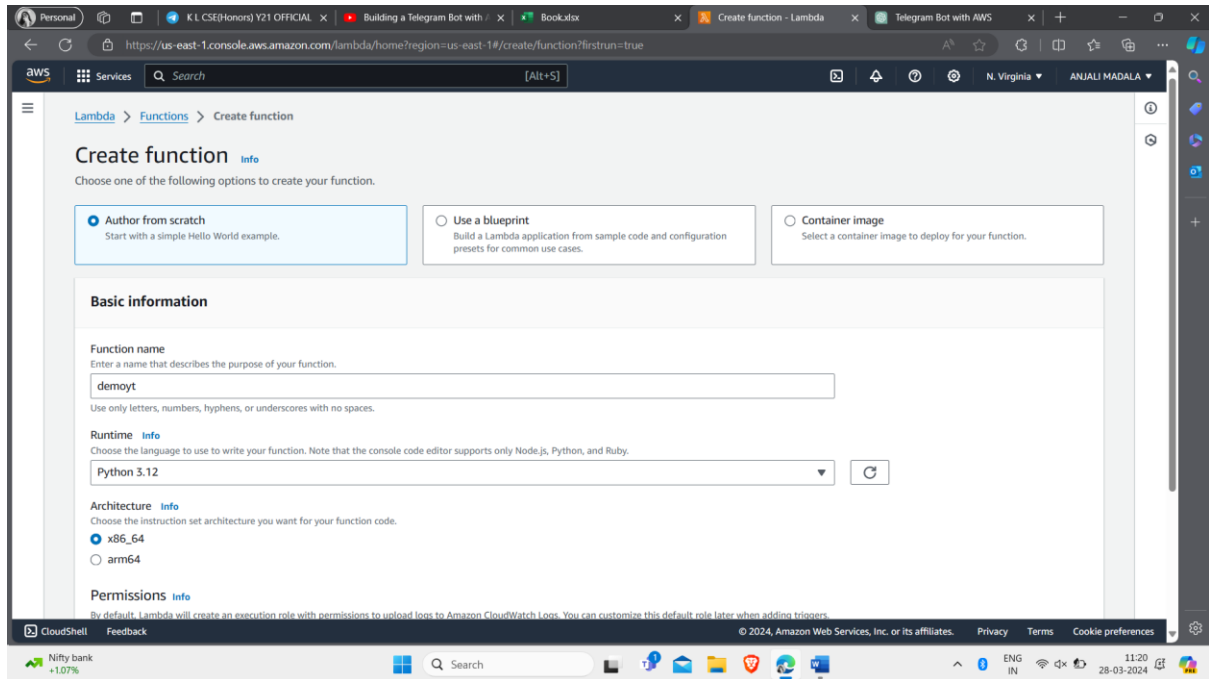 Personal
K L CSE(Honors) Y21 OFFICIAL
Building a Telegram Bot with
Book.xlsx
Create function - Lambda
Telegram Bot with AWS
https://us-east-1.console.aws.amazon.com/lambda/home?region=us-east-1#/create/function?firstrun=true
aws
Services
Search
[Alt+S]
N. Virginia
ANJALI MADALA
Lambda > Functions > Create function
Create function Info
Choose one of the following options to create your function.
Author from scratch
Start with a simple Hello World example.
Use a blueprint
Build a Lambda application from sample code and configuration
presets for common use cases.
Container image
Select a container image to deploy for your function.
Basic information
Function name
Enter a name that describes the purpose of your function.
demoyt
Use only letters, numbers, hyphens, or underscores with no spaces.
Runtime Info
Choose the language to use to write your function. Note that the console code editor supports only Node.js, Python, and Ruby.
Python 3.12
Architecture Info
Choose the instruction set architecture you want for your function code.
x86_64
arm64
Permissions Info
By default, Lambda will create an execution role with permissions to upload logs to Amazon CloudWatch Logs. You can customize this default role later when adding triggers.
CloudShell
Feedback
© 2024, Amazon Web Services, Inc. or its affiliates.
Privacy
Terms
Cookie preferences
Nifty bank
+1.07%
Search
ENG
IN
11:20
28-03-2024